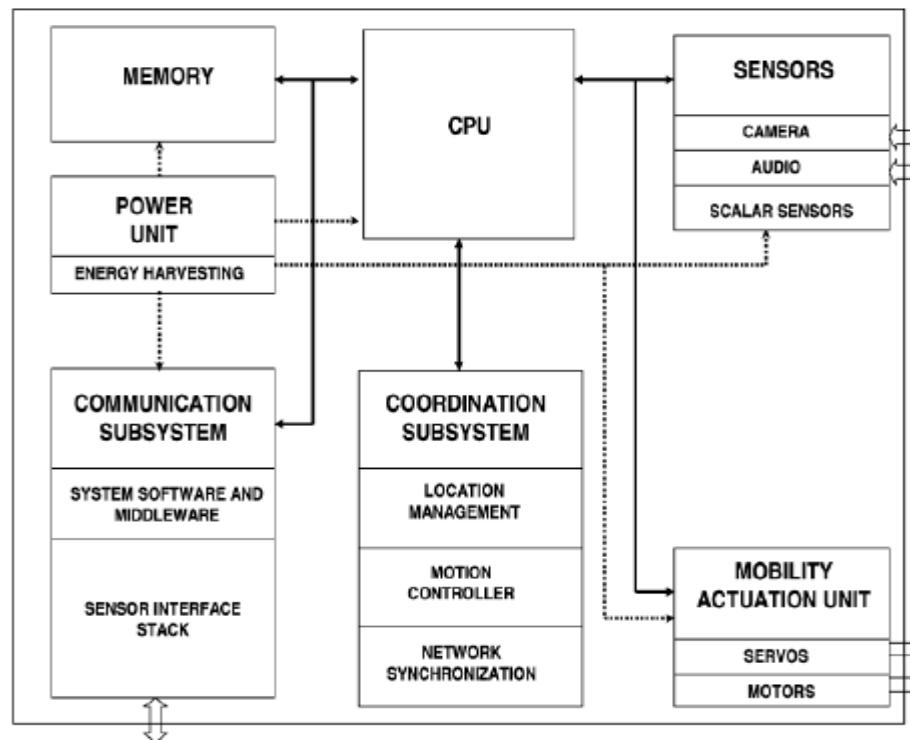 MEMORY
CPU
SENSORS
CAMERA
AUDIO
SCALAR SENSORS
POWER
UNIT
ENERGY HARVESTING
COMMUNICATION
SUBSYSTEM
SYSTEM SOFTWARE AND
MIDDLEWARE
SENSOR INTERFACE
STACK
COORDINATION
SUBSYSTEM
LOCATION
MANAGEMENT
MOTION
CONTROLLER
NETWORK
SYNCHRONIZATION
MOBILITY
ACTUATION UNIT
SERVOS
MOTORS